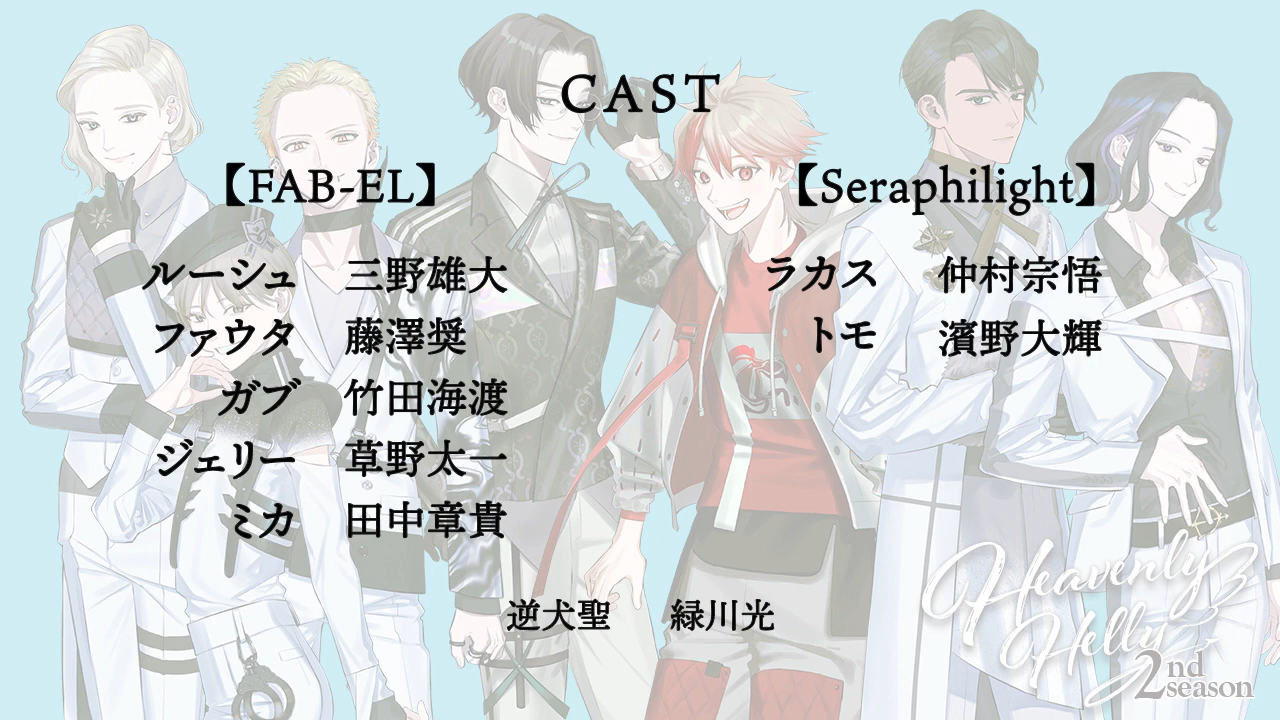 CAST
【FAB-EL】
ルーシュ 三野雄大
ファウタ 藤澤奨
ガブ 竹田海渡
ジェリー 草野太一
ミカ 田中章貴
【Seraphilight】
ラカス 仲村宗悟
トモ 濱野大輝
逆犬聖 緑川光
Heavenly
Helly
2nd
season